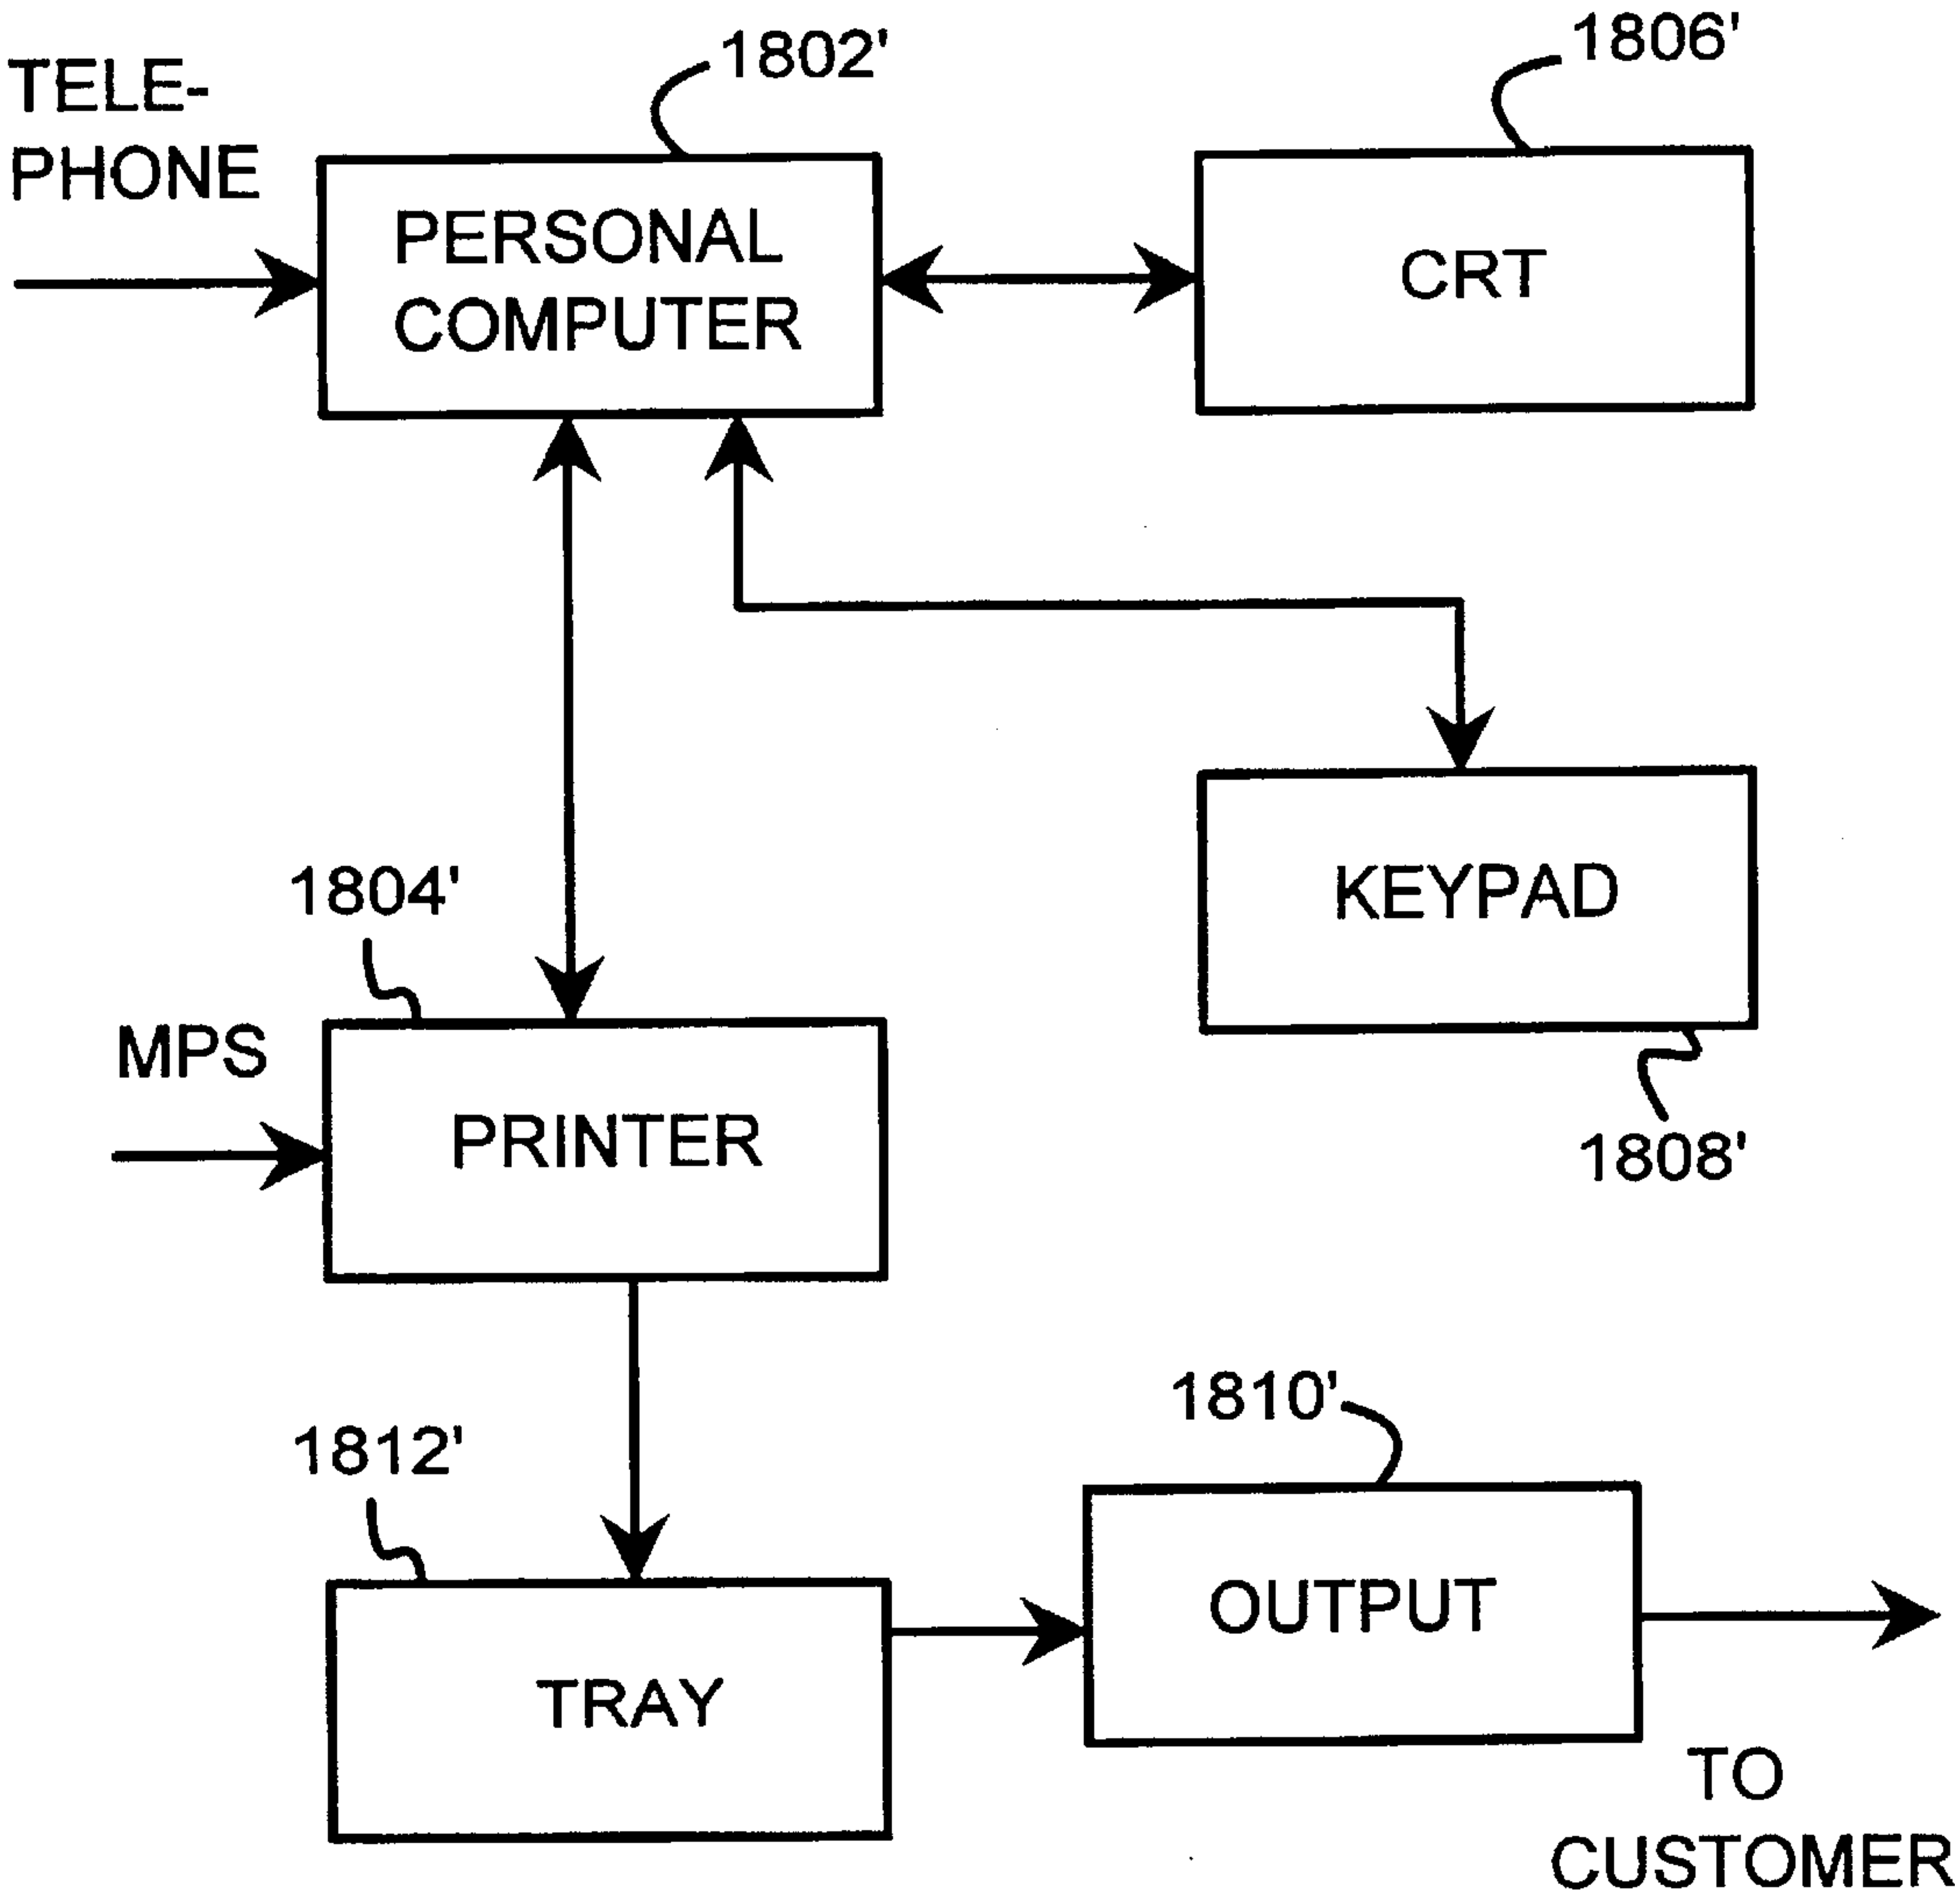 1802'
1806'
TELE-
PHONE
PERSONAL
COMPUTER
CRT
1804'
KEYPAD
MPS
PRINTER
1808'
1810'
1812'
OUTPUT
TRAY
TO
CUSTOMER